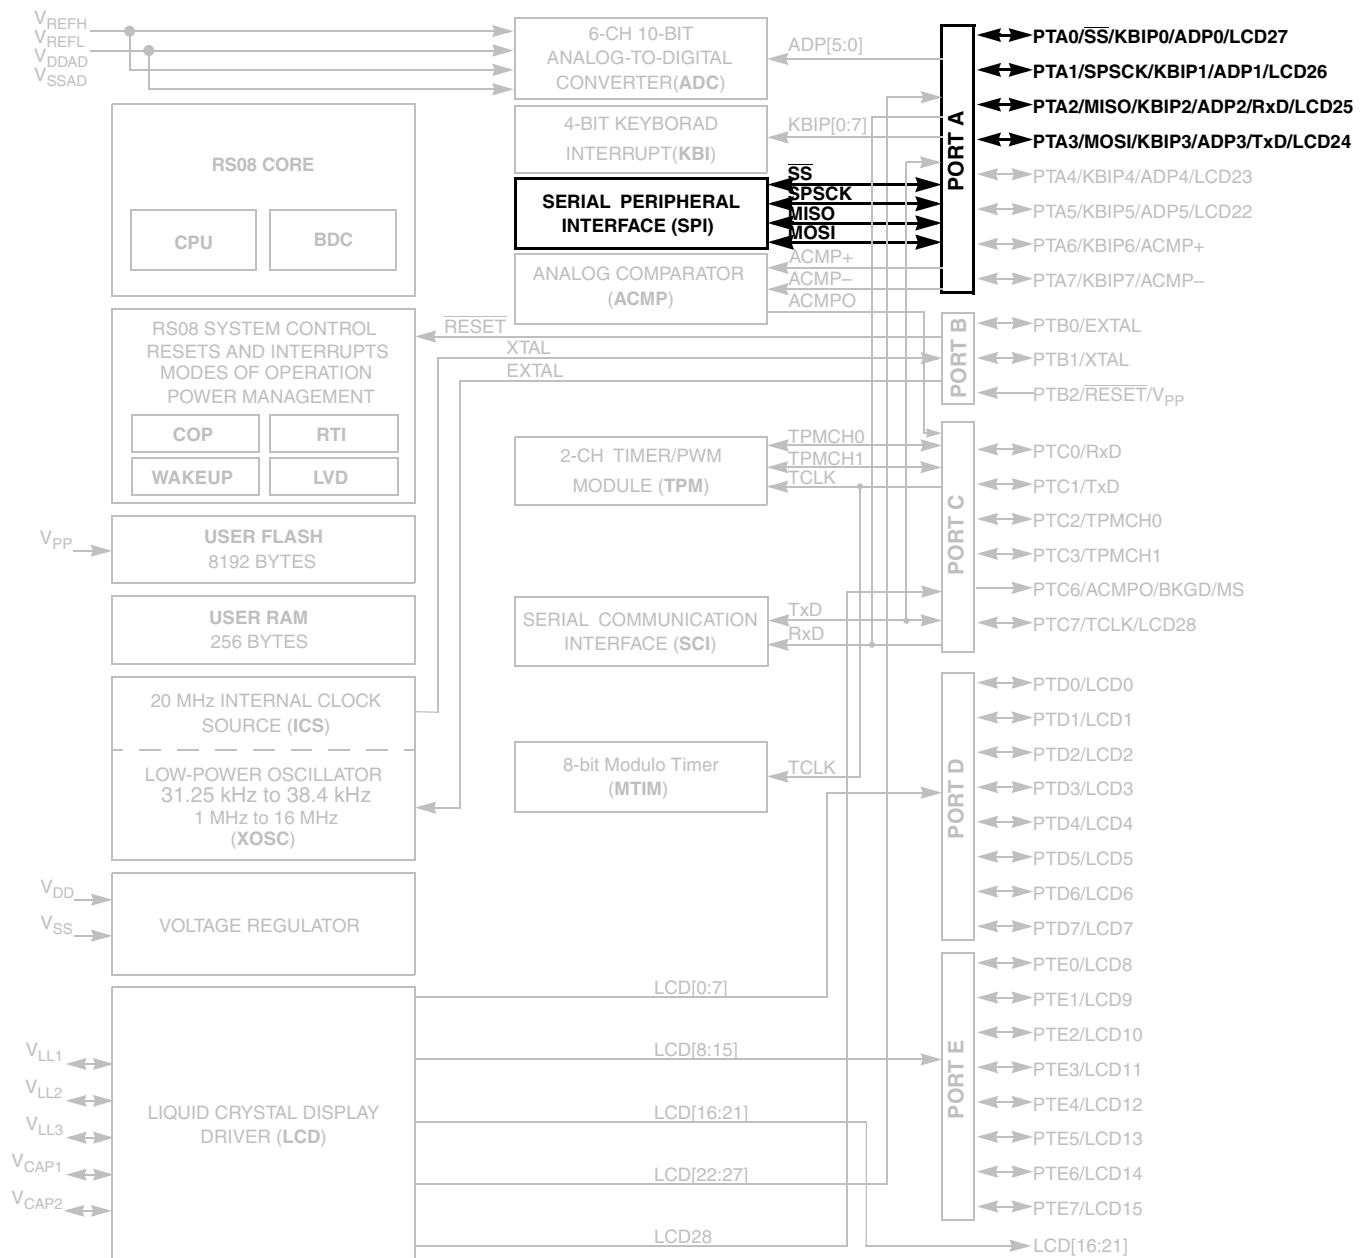 VREFH
VREFL
VDDAD
VSSAD
6-CH 10-BIT
ANALOG-TO-DIGITAL
CONVERTER(ADC)
ADP[5:0]
4-BIT KEYBORAD
INTERRUPT(KBI)
KBIP[0:7]
SERIAL PERIPHERAL
INTERFACE (SPI)
SS
SPSCK
MISO
MOSI
ANALOG COMPARATOR
(ACMP)
ACMP+
ACMP–
ACMPO
RS08 CORE
CPU
BDC
RS08 SYSTEM CONTROL
RESETS AND INTERRUPTS
MODES OF OPERATION
POWER MANAGEMENT
COP
RTI
WAKEUP
LVD
RESET
XTAL
EXTAL
VPP
USER FLASH
8192 BYTES
USER RAM
256 BYTES
20 MHz INTERNAL CLOCK
SOURCE (ICS)
LOW-POWER OSCILLATOR
31.25 kHz to 38.4 kHz
1 MHz to 16 MHz
(XOSC)
VDD
VSS
VOLTAGE REGULATOR
VLL1
VLL2
VLL3
VCAP1
VCAP2
LIQUID CRYSTAL DISPLAY
DRIVER (LCD)
2-CH TIMER/PWM
MODULE (TPM)
TPMCH0
TPMCH1
TCLK
SERIAL COMMUNICATION
INTERFACE (SCI)
TxD
RxD
8-bit Modulo Timer
(MTIM)
TCLK
LCD[0:7]
LCD[8:15]
LCD[16:21]
LCD[22:27]
LCD28
PORT A
PTA0/SS/KBIP0/ADP0/LCD27
PTA1/SPSCK/KBIP1/ADP1/LCD26
PTA2/MISO/KBIP2/ADP2/RxD/LCD25
PTA3/MOSI/KBIP3/ADP3/TxD/LCD24
PTA4/KBIP4/ADP4/LCD23
PTA5/KBIP5/ADP5/LCD22
PTA6/KBIP6/ACMP+
PTA7/KBIP7/ACMP–
PORT B
PTB0/EXTAL
PTB1/XTAL
PTB2/RESET/VPP
PORT C
PTC0/RxD
PTC1/TxD
PTC2/TPMCH0
PTC3/TPMCH1
PTC6/ACMPO/BKGD/MS
PTC7/TCLK/LCD28
PORT D
PTD0/LCD0
PTD1/LCD1
PTD2/LCD2
PTD3/LCD3
PTD4/LCD4
PTD5/LCD5
PTD6/LCD6
PTD7/LCD7
PORT E
PTE0/LCD8
PTE1/LCD9
PTE2/LCD10
PTE3/LCD11
PTE4/LCD12
PTE5/LCD13
PTE6/LCD14
PTE7/LCD15
LCD[16:21]